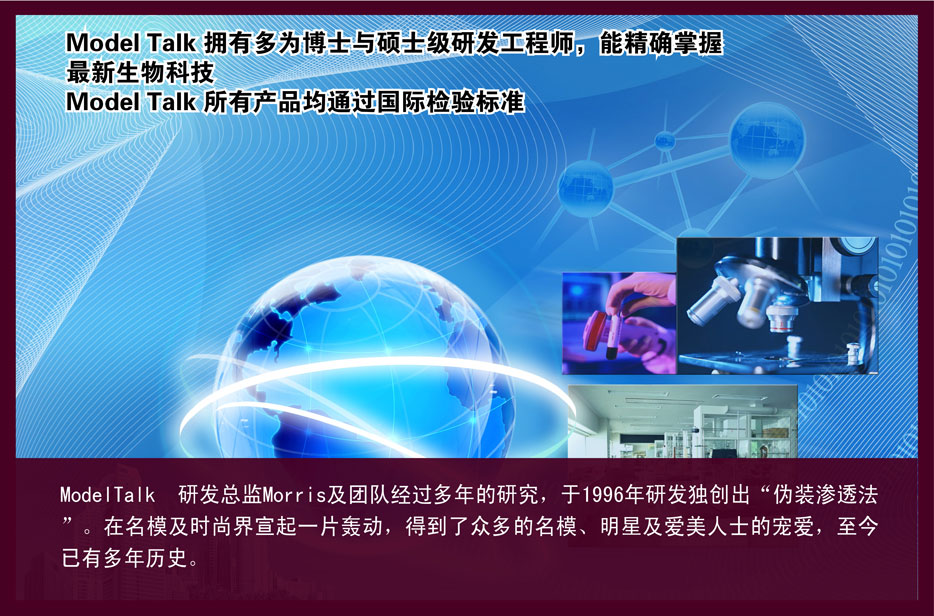 Model Talk 拥有多为博士与硕士级研发工程师，能精确掌握
最新生物科技
Model Talk 所有产品均通过国际检验标准
10101010101010101
ModelTalk 研发总监Morris及团队经过多年的研究，于1996年研发独创出“伪装渗透法
”。在名模及时尚界宣起一片轰动，得到了众多的名模、明星及爱美人士的宠爱，至今
已有多年历史。